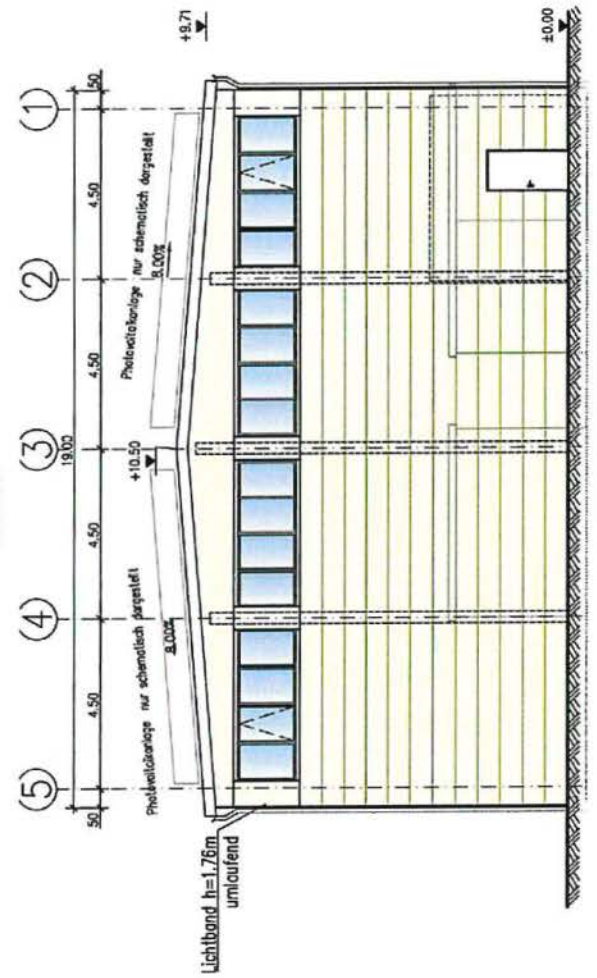 5 4 3 2 1
19.00
50 4.50 4.50 4.50 4.50 50
Photovoltaikanlage nur schematisch dargestellt
8.00%
+10.50
Photovoltaikanlage nur schematisch dargestellt
8.00%
+9.71
Lichtband h=1.76m
umlaufend
±0.00